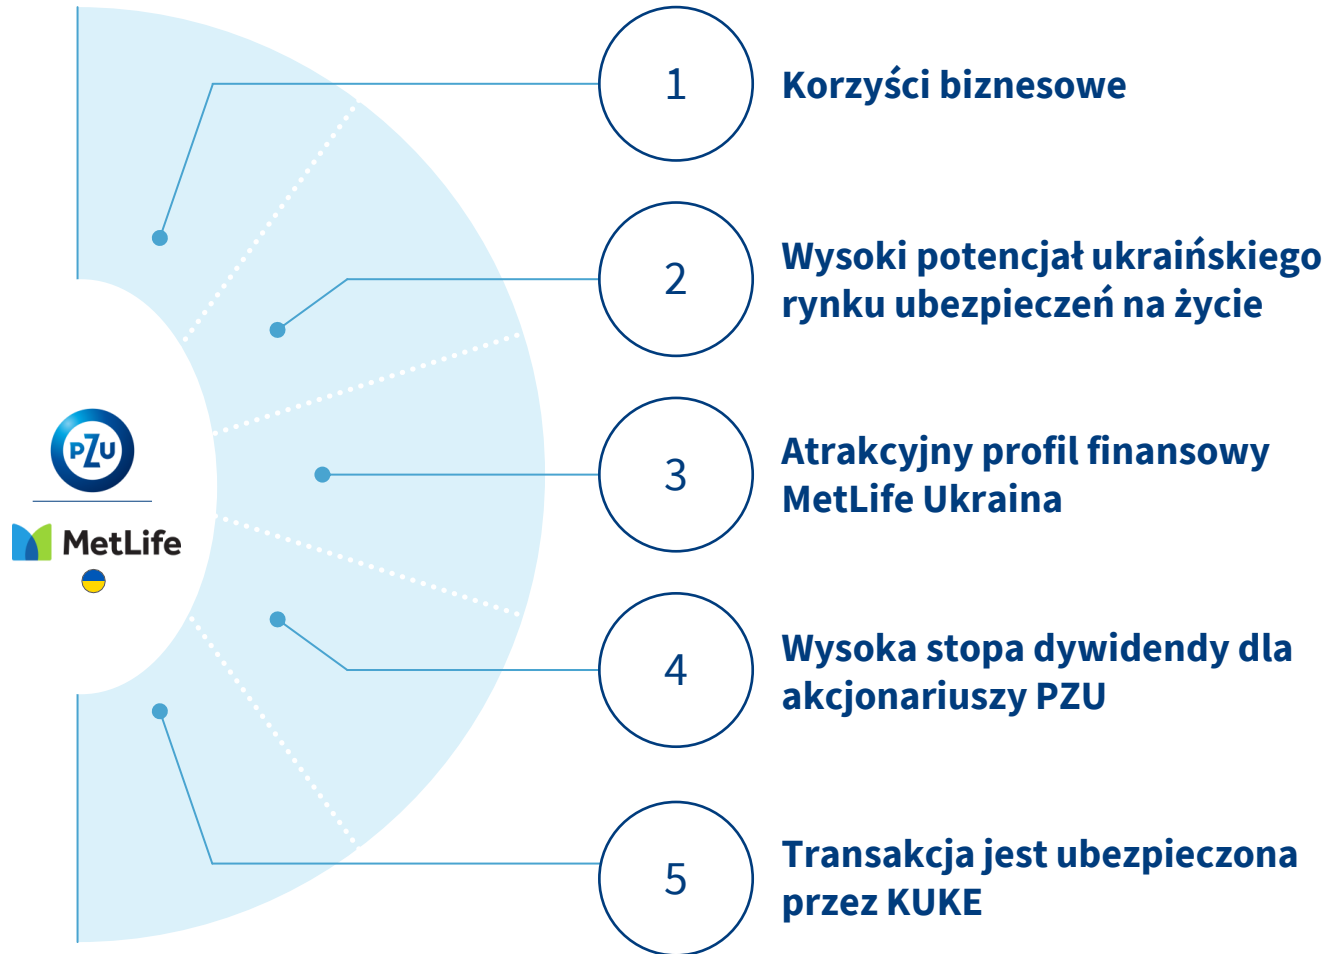 1
Korzyści biznesowe
2
Wysoki potencjał ukraińskiego
rynku ubezpieczeń na życie
PZU
MetLife
3
Atrakcyjny profil finansowy
MetLife Ukraina
4
Wysoka stopa dywidendy dla
akcjonariuszy PZU
5
Transakcja jest ubezpieczona
przez KUKE